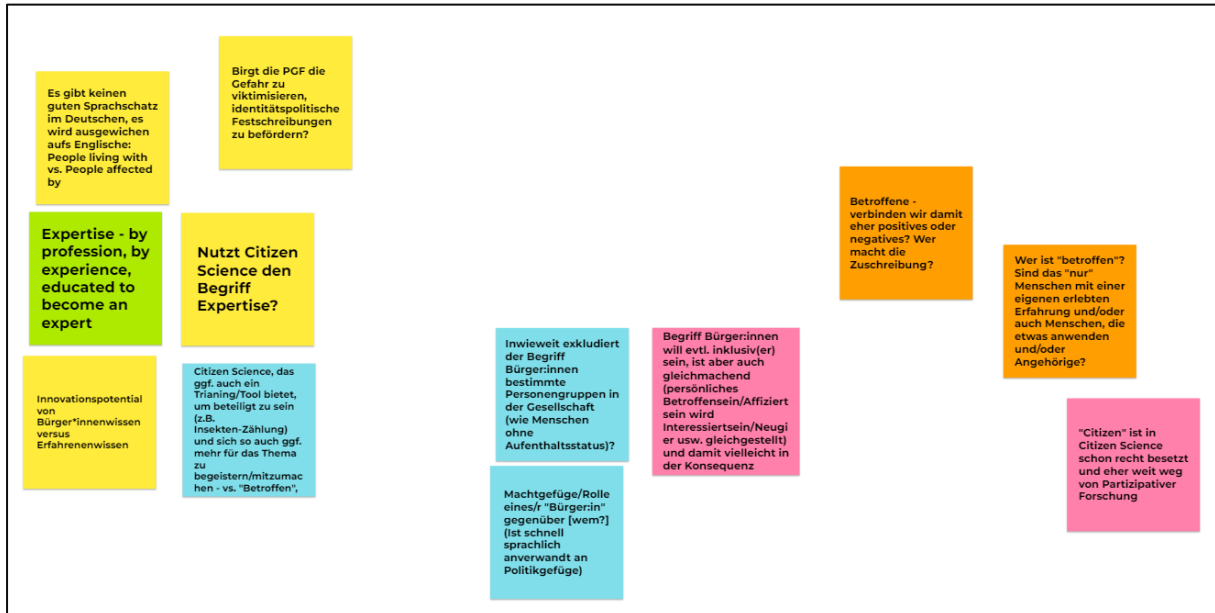 Es gibt keinen
guten Sprachschatz
im Deutschen, es
wird ausgewichen
aufs Englische:
People living with
vs. People affected
by
Birgt die PGF die
Gefahr zu
viktimisieren,
identitätspolitische
Festschreibungen
zu befördern?
Expertise - by
profession, by
experience,
educated to
become an
expert
Nutzt Citizen
Science den
Begriff
Expertise?
Innovationspotential
von
Bürger*innenwissen
versus
Erfahrenenwissen
Citizen Science, das
ggf. auch ein
Trianing/Tool bietet,
um beteiligt zu sein
(z.B.
Insekten-Zählung)
und sich so auch ggf.
mehr für das Thema
zu
begeistern/mitzuma
chen - vs. "Betroffen",
Inwieweit exkludiert
der Begriff
Bürger:innen
bestimmte
Personengruppen in
der Gesellschaft
(wie Menschen
ohne
Aufenthaltsstatus)?
Begriff Bürger:innen
will evtl. inklusiv(er)
sein, ist aber auch
gleichmachend
(persönliches
Betroffensein/Affiziert
sein wird
Interessiertsein/Neugi
er usw. gleichgestellt)
und damit vielleicht in
der Konsequenz
Machtgefüge/Rolle
eines/r "Bürger:in"
gegenüber [wem?]
(Ist schnell
sprachlich
anverwandt an
Politikgefüge)
Betroffene -
verbinden wir damit
eher positives oder
negatives? Wer
macht die
Zuschreibung?
Wer ist "betroffen"?
Sind das "nur"
Menschen mit einer
eigenen erlebten
Erfahrung und/oder
auch Menschen, die
etwas anwenden
und/oder
Angehörige?
"Citizen" ist in
Citizen Science
schon recht besetzt
und eher weit weg
von Partizipativer
Forschung